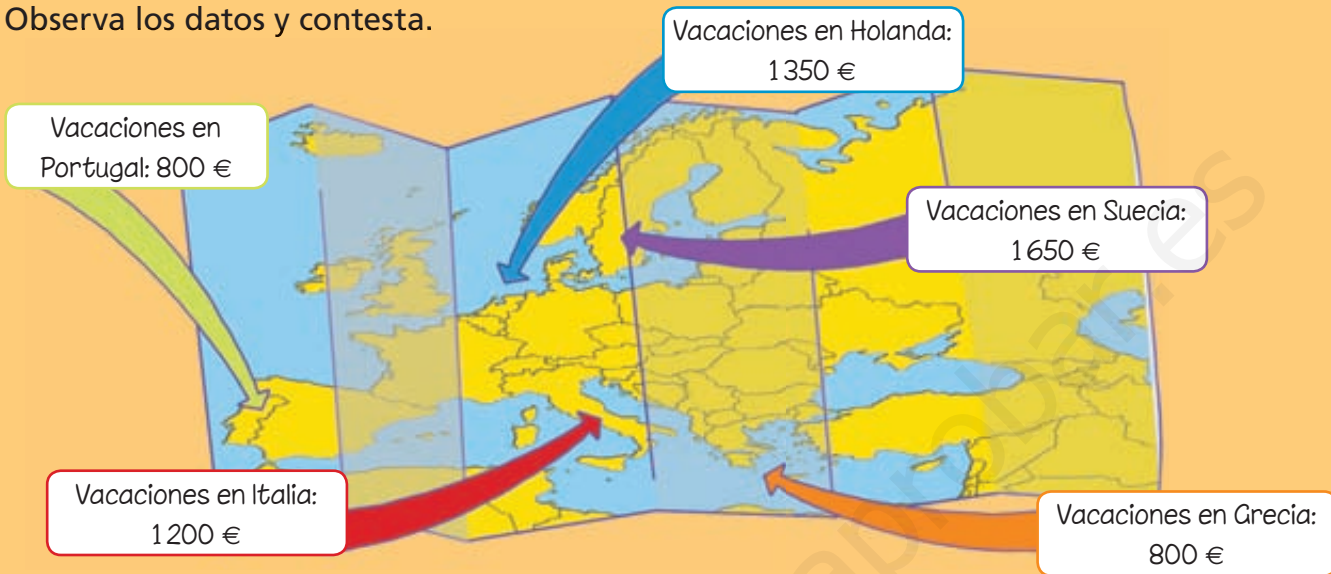 Observa los datos y contesta.
Vacaciones en Holanda:
1350 €
Vacaciones en
Portugal: 800 €
Vacaciones en Suecia:
1650 €
Vacaciones en Italia:
1200 €
Vacaciones en Grecia:
800 €